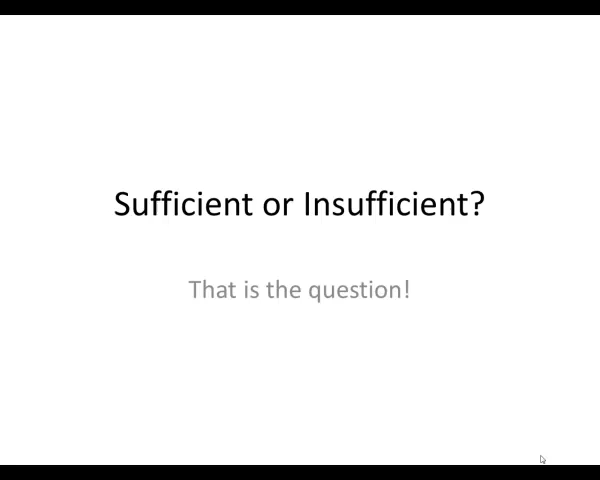 Sufficient or Insufficient?
That is the question!